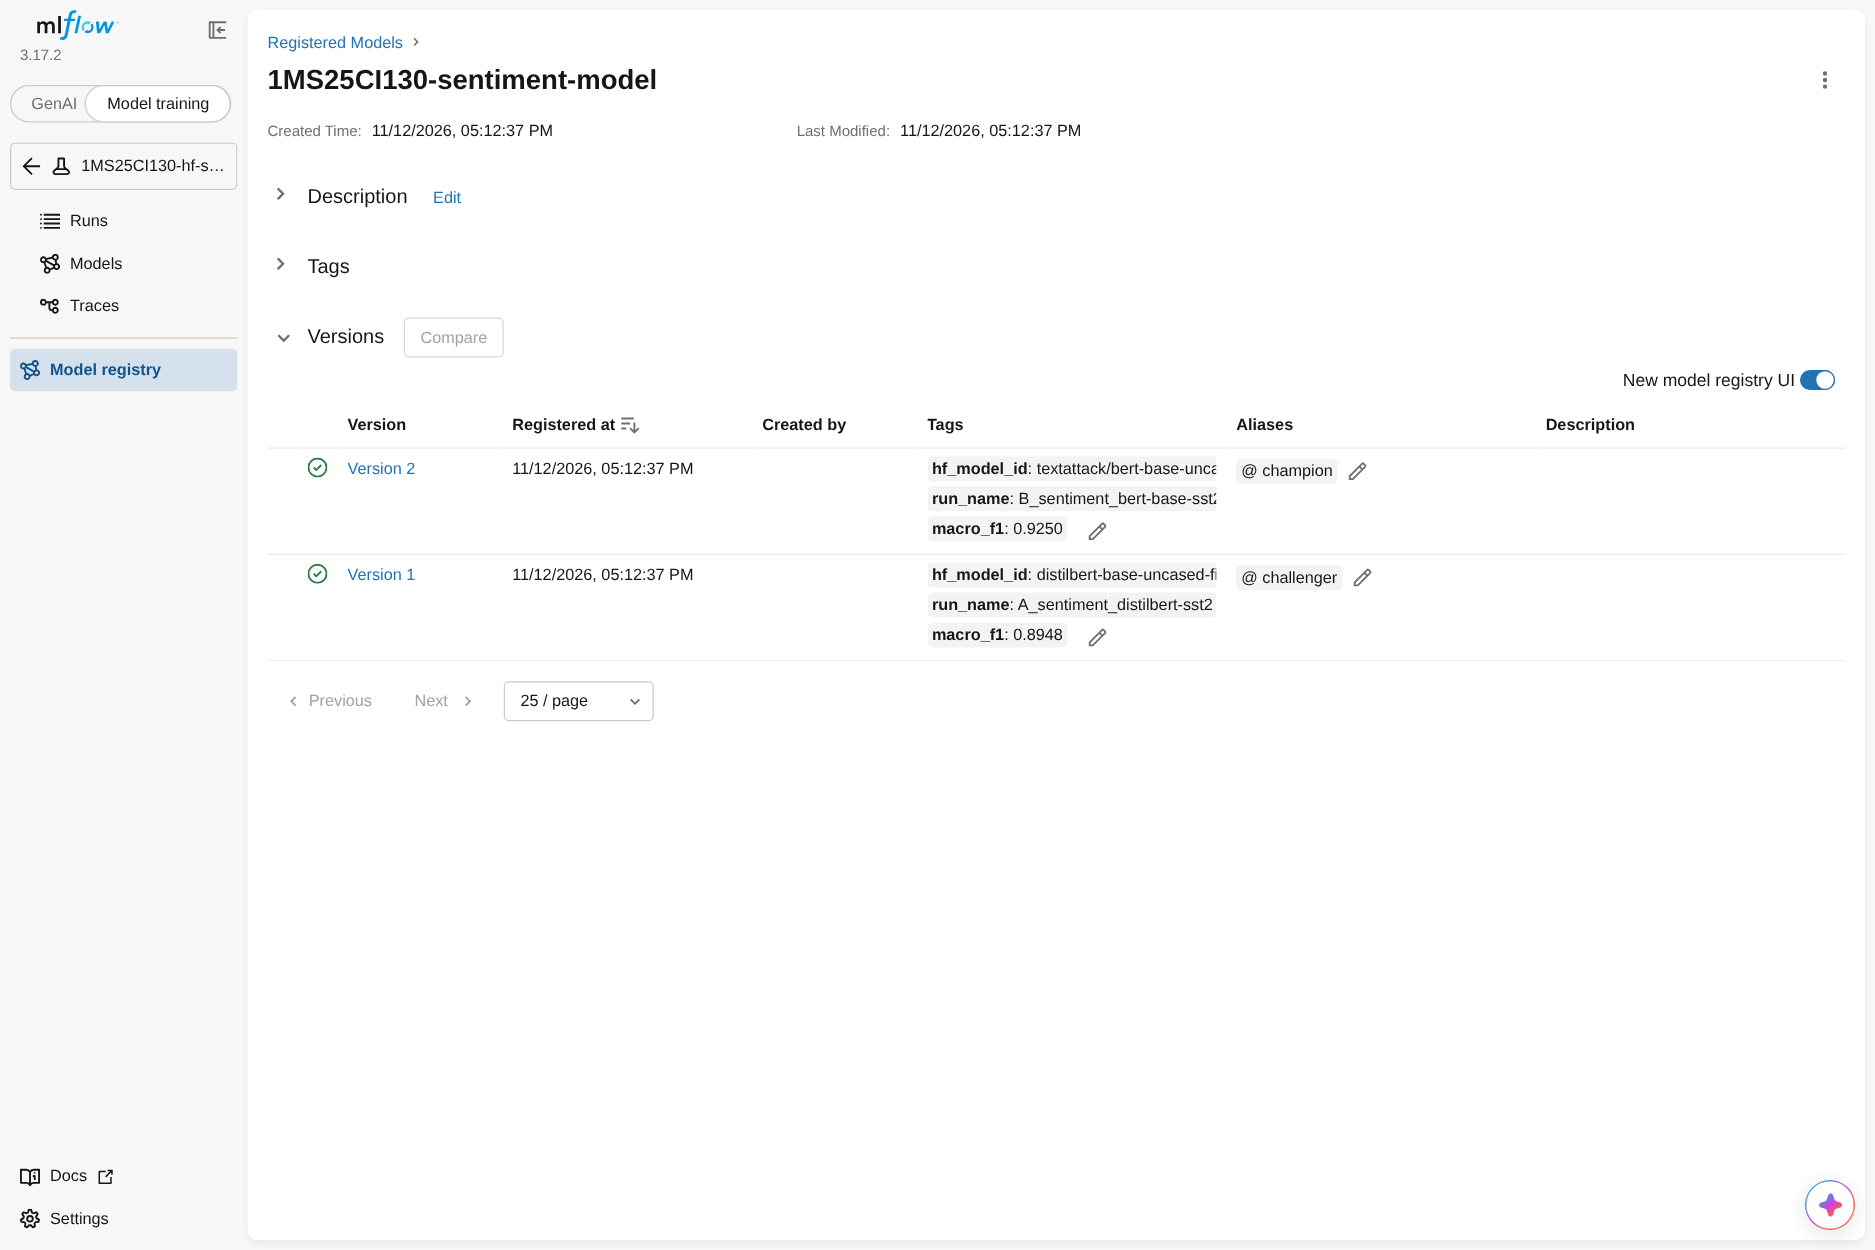 mlflow
3.17.2
GenAI
Model training
1MS25CI130-hf-s...
Runs
Models
Traces
Model registry
Docs
Settings
Registered Models
1MS25CI130-sentiment-model
Created Time: 11/12/2026, 05:12:37 PM
Last Modified: 11/12/2026, 05:12:37 PM
Description Edit
Tags
Versions Compare
New model registry UI
Version Registered at Created by Tags Aliases Description
Version 2 11/12/2026, 05:12:37 PM hf_model_id: textattack/bert-base-unca @ champion
run_name: B_sentiment_bert-base-sst2
macro_f1: 0.9250
Version 1 11/12/2026, 05:12:37 PM hf_model_id: distilbert-base-uncased-fi @ challenger
run_name: A_sentiment_distilbert-sst2
macro_f1: 0.8948
Previous Next 25 / page